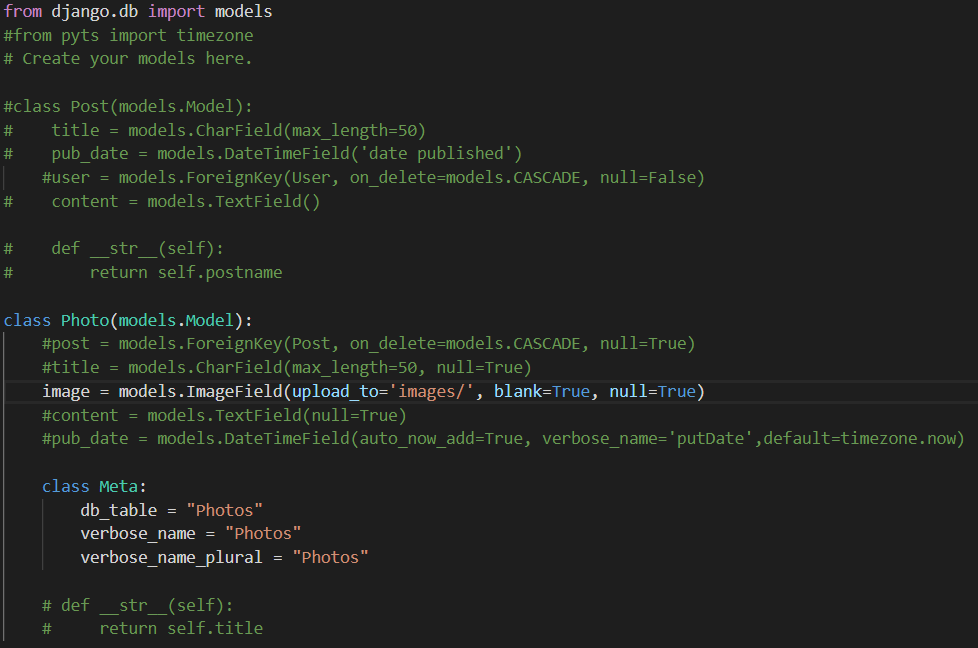 from django.db import models
#from pyts import timezone
# Create your models here.

#class Post(models.Model):
#    title = models.CharField(max_length=50)
#    pub_date = models.DateTimeField('date published')
    #user = models.ForeignKey(User, on_delete=models.CASCADE, null=False)
#    content = models.TextField()

#    def __str__(self):
#        return self.postname

class Photo(models.Model):
    #post = models.ForeignKey(Post, on_delete=models.CASCADE, null=True)
    #title = models.CharField(max_length=50, null=True)
    image = models.ImageField(upload_to='images/', blank=True, null=True)
    #content = models.TextField(null=True)
    #pub_date = models.DateTimeField(auto_now_add=True, verbose_name='putDate',default=timezone.now)

    class Meta:
        db_table = "Photos"
        verbose_name = "Photos"
        verbose_name_plural = "Photos"

    # def __str__(self):
    #     return self.title